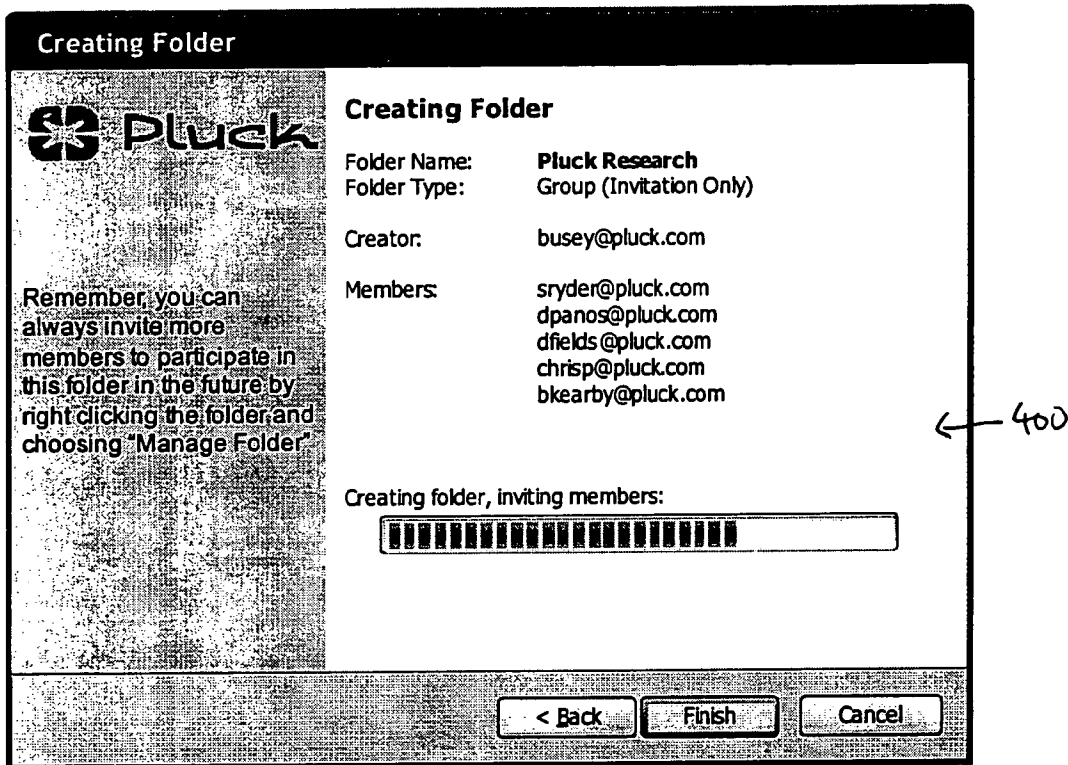 Creating Folder
Pluck
Creating Folder
Folder Name: Pluck Research
Folder Type: Group (Invitation Only)
Creator: busey@pluck.com
Members: sryder@pluck.com
dpanos@pluck.com
dfields@pluck.com
chrisp@pluck.com
bkearby@pluck.com
Remember, you can
always invite more
members to participate in
this folder in the future by
right clicking the folder and
choosing "Manage Folder"
400
Creating folder, inviting members:
< Back Finish Cancel